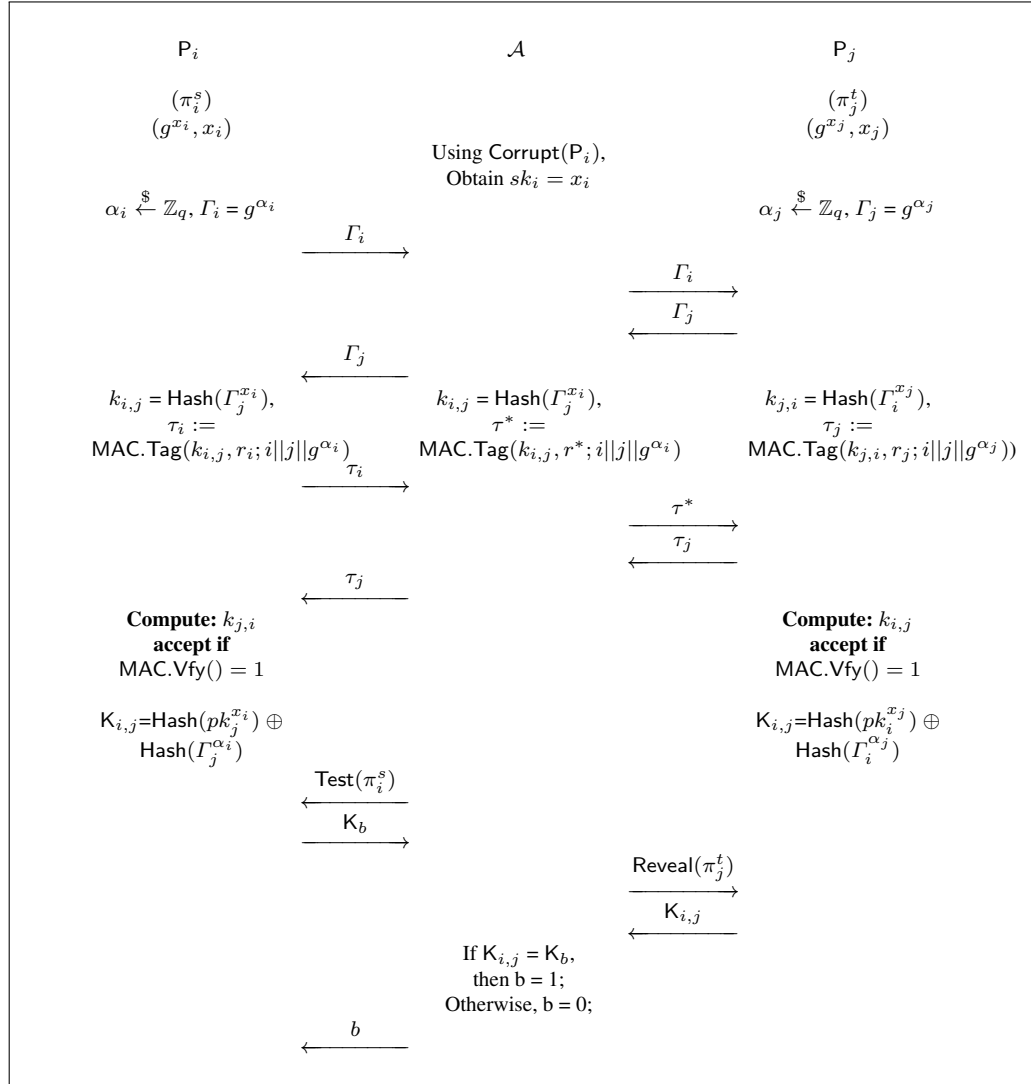 P_i A P_j
(π_i^s) (π_j^t)
(g^{x_i}, x_i) (g^{x_j}, x_j)
Using Corrupt(P_i),
Obtain sk_i = x_i
α_i ←$ ℤ_q, Γ_i = g^{α_i} α_j ←$ ℤ_q, Γ_j = g^{α_j}
Γ_i
Γ_i
Γ_j
Γ_j
k_{i,j} = Hash(Γ_j^{x_i}), k_{i,j} = Hash(Γ_j^{x_i}), k_{j,i} = Hash(Γ_i^{x_j}),
τ_i := τ* := τ_j :=
MAC.Tag(k_{i,j}, r_i; i||j||g^{α_i}) MAC.Tag(k_{i,j}, r*; i||j||g^{α_i}) MAC.Tag(k_{j,i}, r_j; i||j||g^{α_j}))
τ_i
τ*
τ_j
τ_j
Compute: k_{j,i} Compute: k_{i,j}
accept if accept if
MAC.Vfy() = 1 MAC.Vfy() = 1
K_{i,j}=Hash(pk_j^{x_i}) ⊕ K_{i,j}=Hash(pk_i^{x_j}) ⊕
Hash(Γ_j^{α_i}) Hash(Γ_i^{α_j})
Test(π_i^s)
K_b
Reveal(π_j^t)
K_{i,j}
If K_{i,j} = K_b,
then b = 1;
Otherwise, b = 0;
b